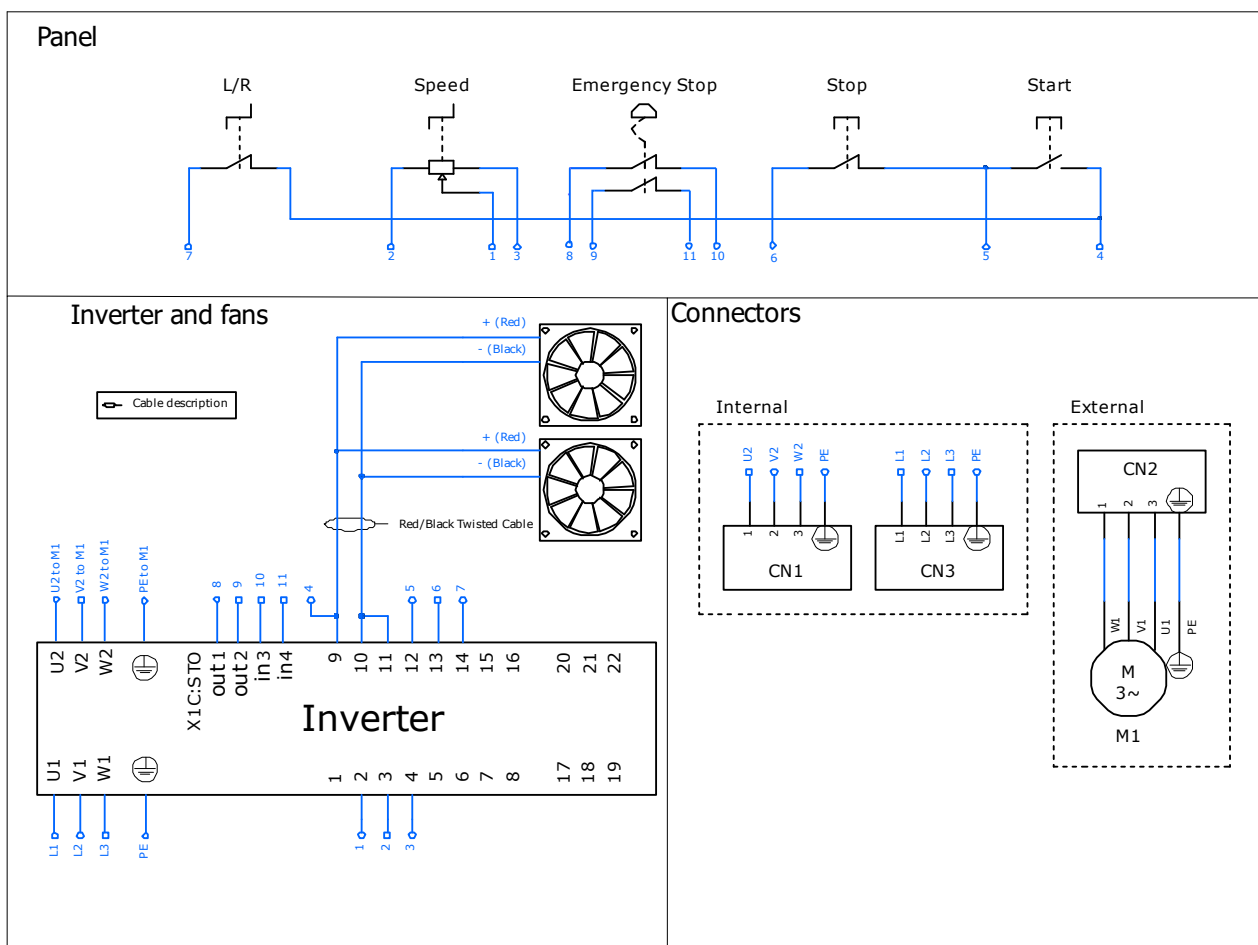 Panel
L/R
Speed
Emergency Stop
Stop
Start
7
2
1
3
8
9
11
10
6
5
4
Inverter and fans
+ (Red)
- (Black)
Cable description
+ (Red)
- (Black)
Red/Black Twisted Cable
U2 to M1
V2 to M1
W2 to M1
PE to M1
8
9
10
11
4
5
6
7
U2
V2
W2
X1C:STO
out1
out2
in3
in4
9
10
11
12
13
14
15
16
20
21
22
Inverter
U1
V1
W1
1
2
3
4
5
6
7
8
17
18
19
L1
L2
L3
PE
1
2
3
Connectors
Internal
U2
V2
W2
PE
1
2
3
CN1
L1
L2
L3
PE
L1
L2
L3
CN3
External
CN2
1
2
3
W1
V1
U1
PE
M
3~
M1